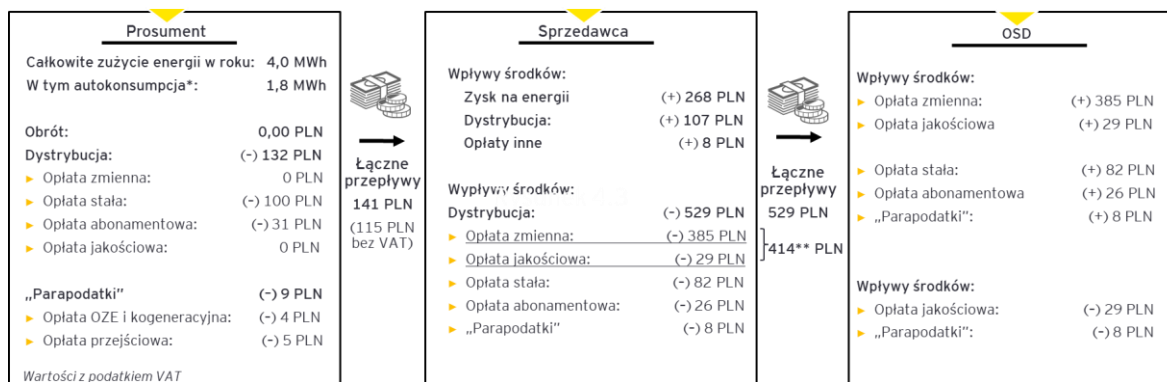 Prosument
Całkowite zużycie energii w roku: 4,0 MWh
W tym autokonsumpcja*: 1,8 MWh
Obrót: 0,00 PLN
Dystrybucja: (-) 132 PLN
► Opłata zmienna: 0 PLN
► Opłata stała: (-) 100 PLN
► Opłata abonamentowa: (-) 31 PLN
► Opłata jakościowa: 0 PLN
„Parapodatki” (-) 9 PLN
► Opłata OZE i kogeneracyjna: (-) 4 PLN
► Opłata przejściowa: (-) 5 PLN
Wartości z podatkiem VAT
Łączne
przepływy
141 PLN
(115 PLN
bez VAT)
Sprzedawca
Wpływy środków:
Zysk na energii (+) 268 PLN
Dystrybucja: (+) 107 PLN
Opłaty inne (+) 8 PLN
Wypływy środków:
Dystrybucja: (-) 529 PLN
► Opłata zmienna: (-) 385 PLN
► Opłata jakościowa: (-) 29 PLN
► Opłata stała: (-) 82 PLN
► Opłata abonamentowa: (-) 26 PLN
► „Parapodatki” (-) 8 PLN
Łączne
przepływy
529 PLN
414** PLN
OSD
Wpływy środków:
► Opłata zmienna: (+) 385 PLN
► Opłata jakościowa (+) 29 PLN
► Opłata stała: (+) 82 PLN
► Opłata abonamentowa (+) 26 PLN
► „Parapodatki”: (+) 8 PLN
Wpływy środków:
► Opłata jakościowa: (-) 29 PLN
► „Parapodatki”: (-) 8 PLN